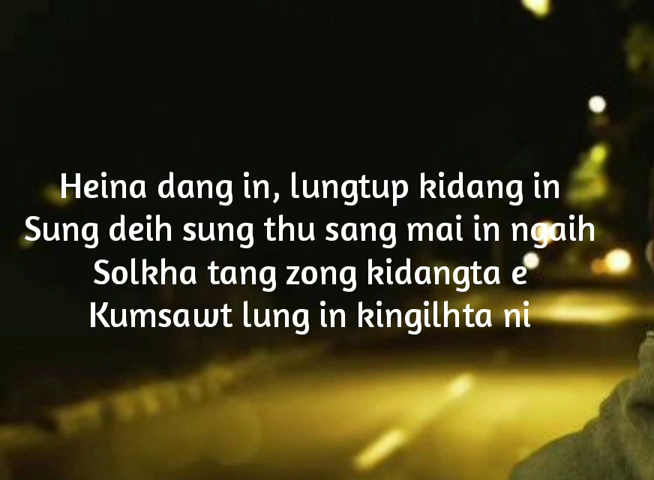 Heina dang in, lungtup kidang in
Sung deih sung thu sang mai in ngaih
Solkha tang zong kidangta e
Kumsawt lung in kingilhta ni